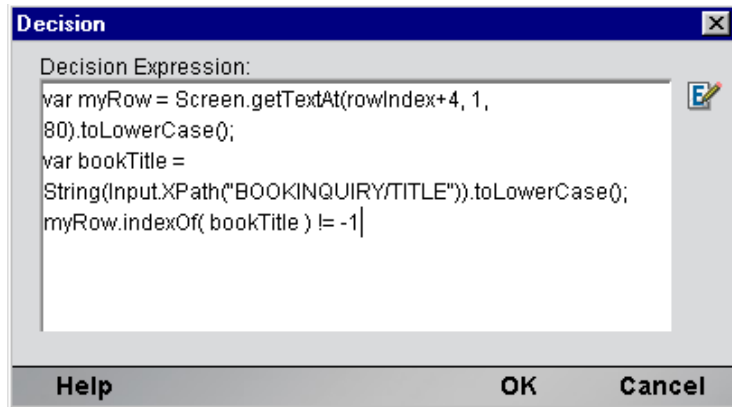 Decision
Decision Expression:
var myRow = Screen.getTextAt(rowIndex+4, 1,
80).toLowerCase();
var bookTitle =
String(Input.XPath("BOOKINQUIRY/TITLE")).toLowerCase();
myRow.indexOf( bookTitle ) != -1
Help OK Cancel